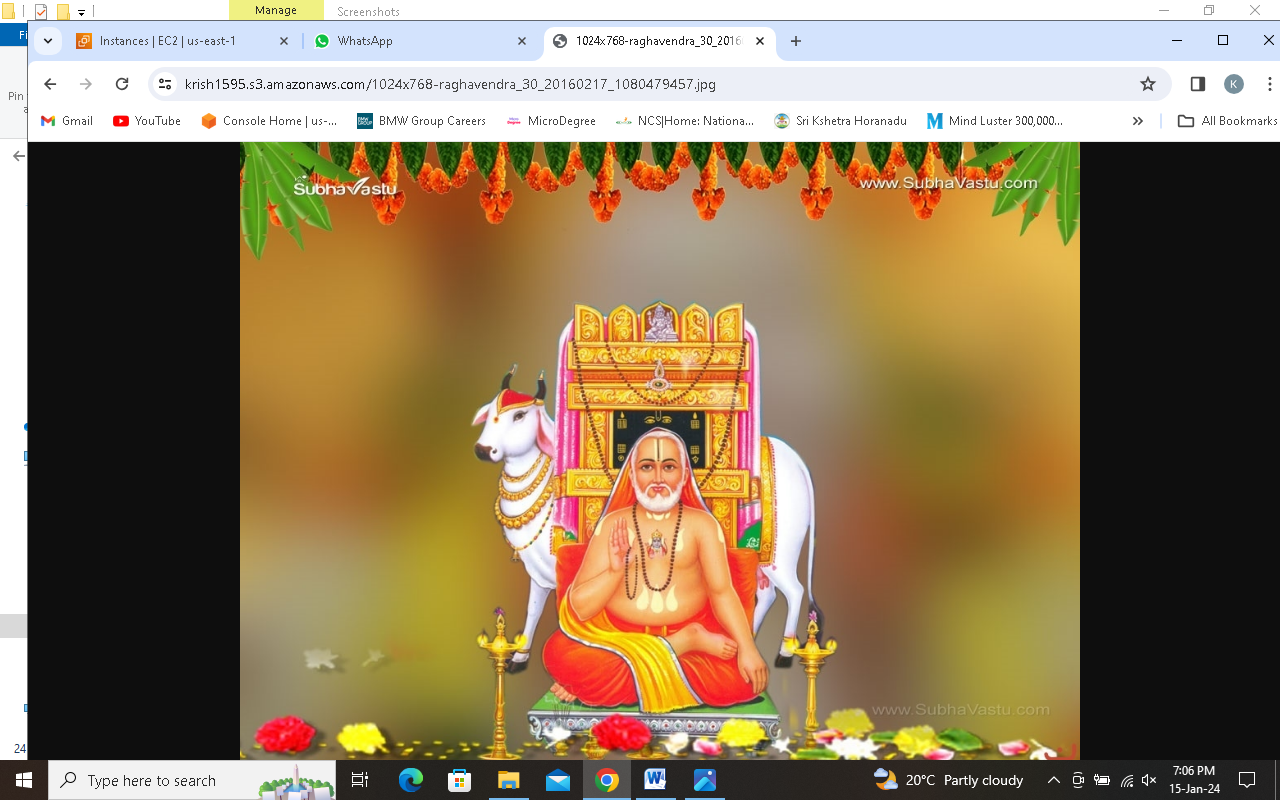 Manage
Screenshots
Fi
Instances | EC2 | us-east-1
WhatsApp
1024x768-raghavendra_30_2016
krish1595.s3.amazonaws.com/1024x768-raghavendra_30_20160217_1080479457.jpg
K
Gmail
YouTube
Console Home | us-...
BMW Group Careers
MicroDegree
NCS|Home: Nationa...
Sri Kshetra Horanadu
Mind Luster 300,000...
All Bookmarks
Pin
SubhaVastu
www.SubhaVastu.com
www.SubhaVastu.com
24
Type here to search
20°C Partly cloudy
7:06 PM
15-Jan-24